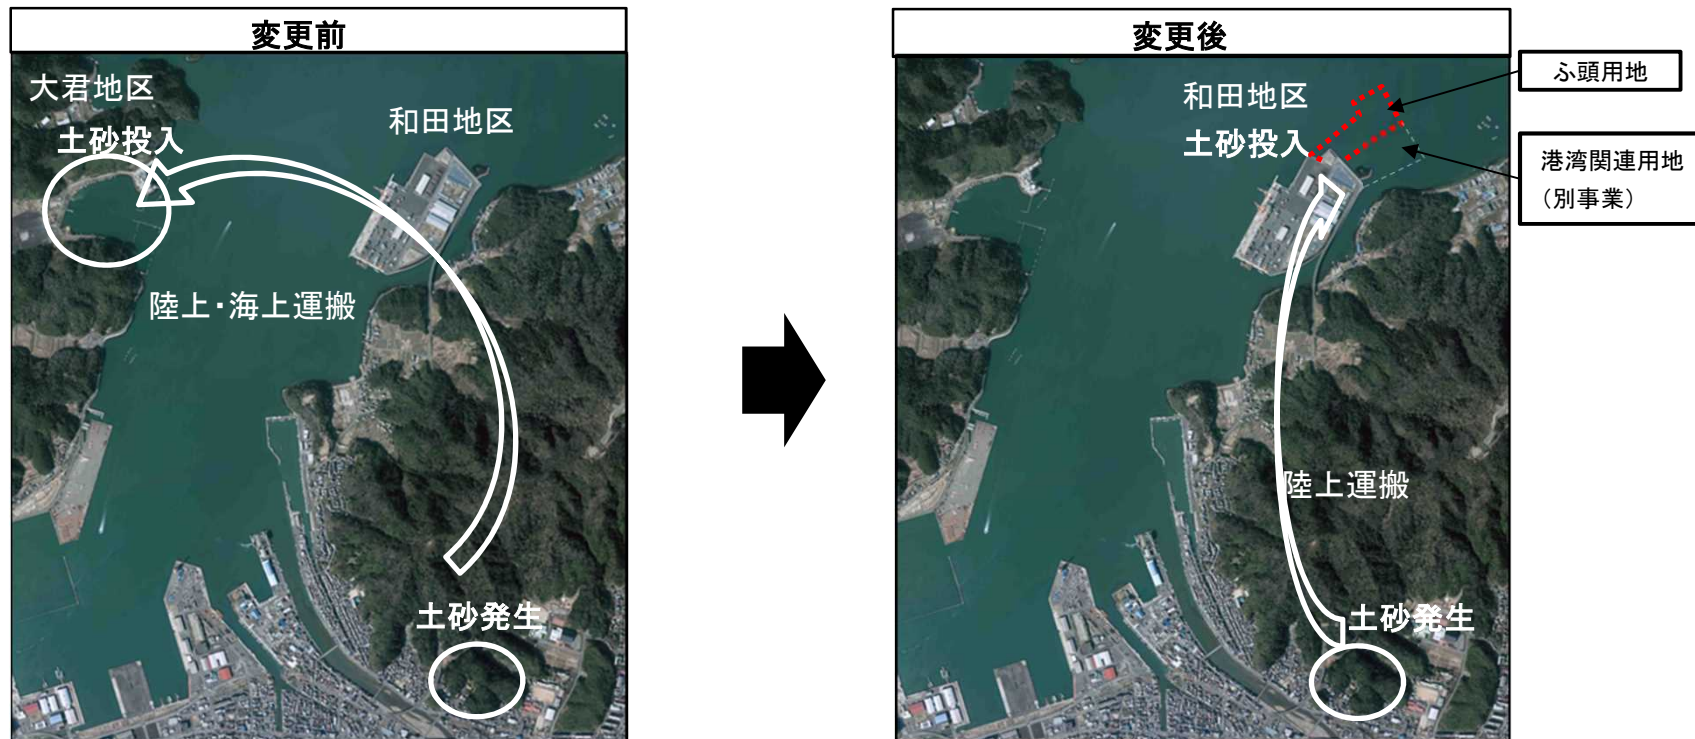 変更前
大君地区
土砂投入
和田地区
陸上・海上運搬
土砂発生
変更後
和田地区
土砂投入
陸上運搬
土砂発生
ふ頭用地
港湾関連用地
（別事業）